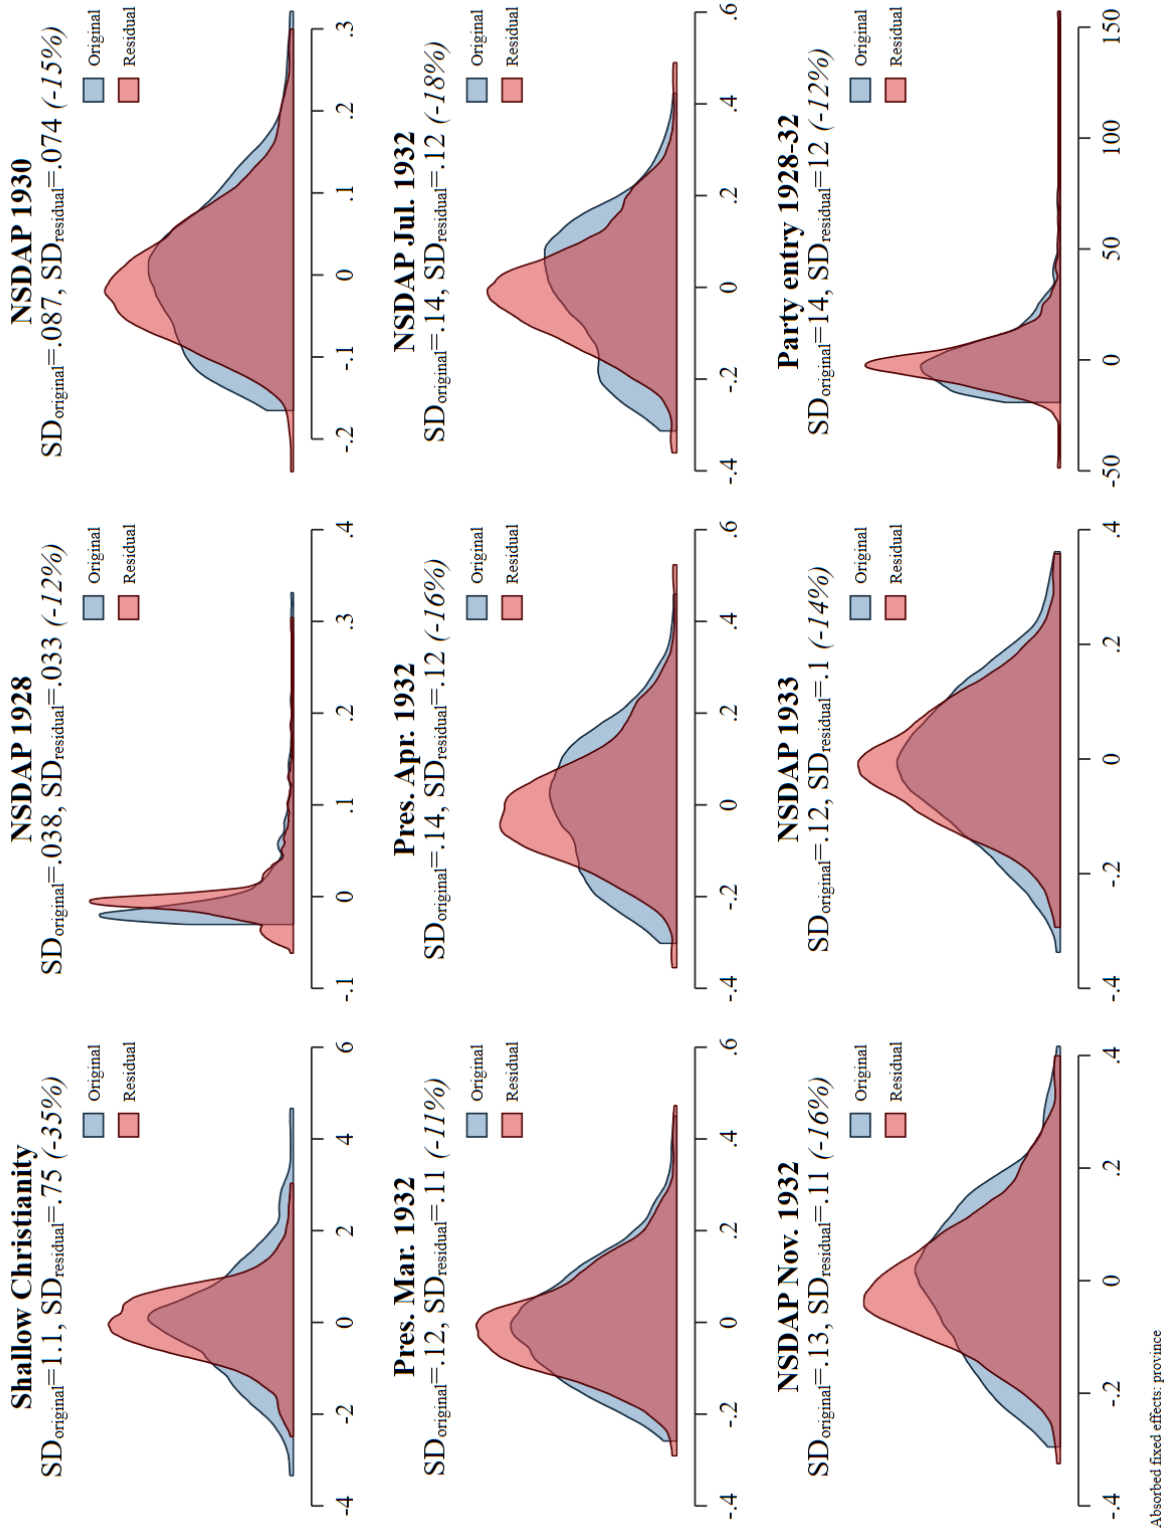 Shallow Christianity
SDoriginal=1.1, SDresidual=.75 (-35%)
Original
Residual
-4 -2 0 2 4 6
NSDAP 1928
SDoriginal=.038, SDresidual=.033 (-12%)
Original
Residual
-.1 0 .1 .2 .3 .4
NSDAP 1930
SDoriginal=.087, SDresidual=.074 (-15%)
Original
Residual
-.2 -.1 0 .1 .2 .3
Pres. Mar. 1932
SDoriginal=.12, SDresidual=.11 (-11%)
Original
Residual
-.4 -.2 0 .2 .4 .6
Pres. Apr. 1932
SDoriginal=.14, SDresidual=.12 (-16%)
Original
Residual
-.4 -.2 0 .2 .4 .6
NSDAP Jul. 1932
SDoriginal=.14, SDresidual=.12 (-18%)
Original
Residual
-.4 -.2 0 .2 .4 .6
NSDAP Nov. 1932
SDoriginal=.13, SDresidual=.11 (-16%)
Original
Residual
-.4 -.2 0 .2 .4
NSDAP 1933
SDoriginal=.12, SDresidual=.1 (-14%)
Original
Residual
-.4 -.2 0 .2 .4
Party entry 1928-32
SDoriginal=14, SDresidual=12 (-12%)
Original
Residual
-50 0 50 100 150
Absorbed fixed effects: province